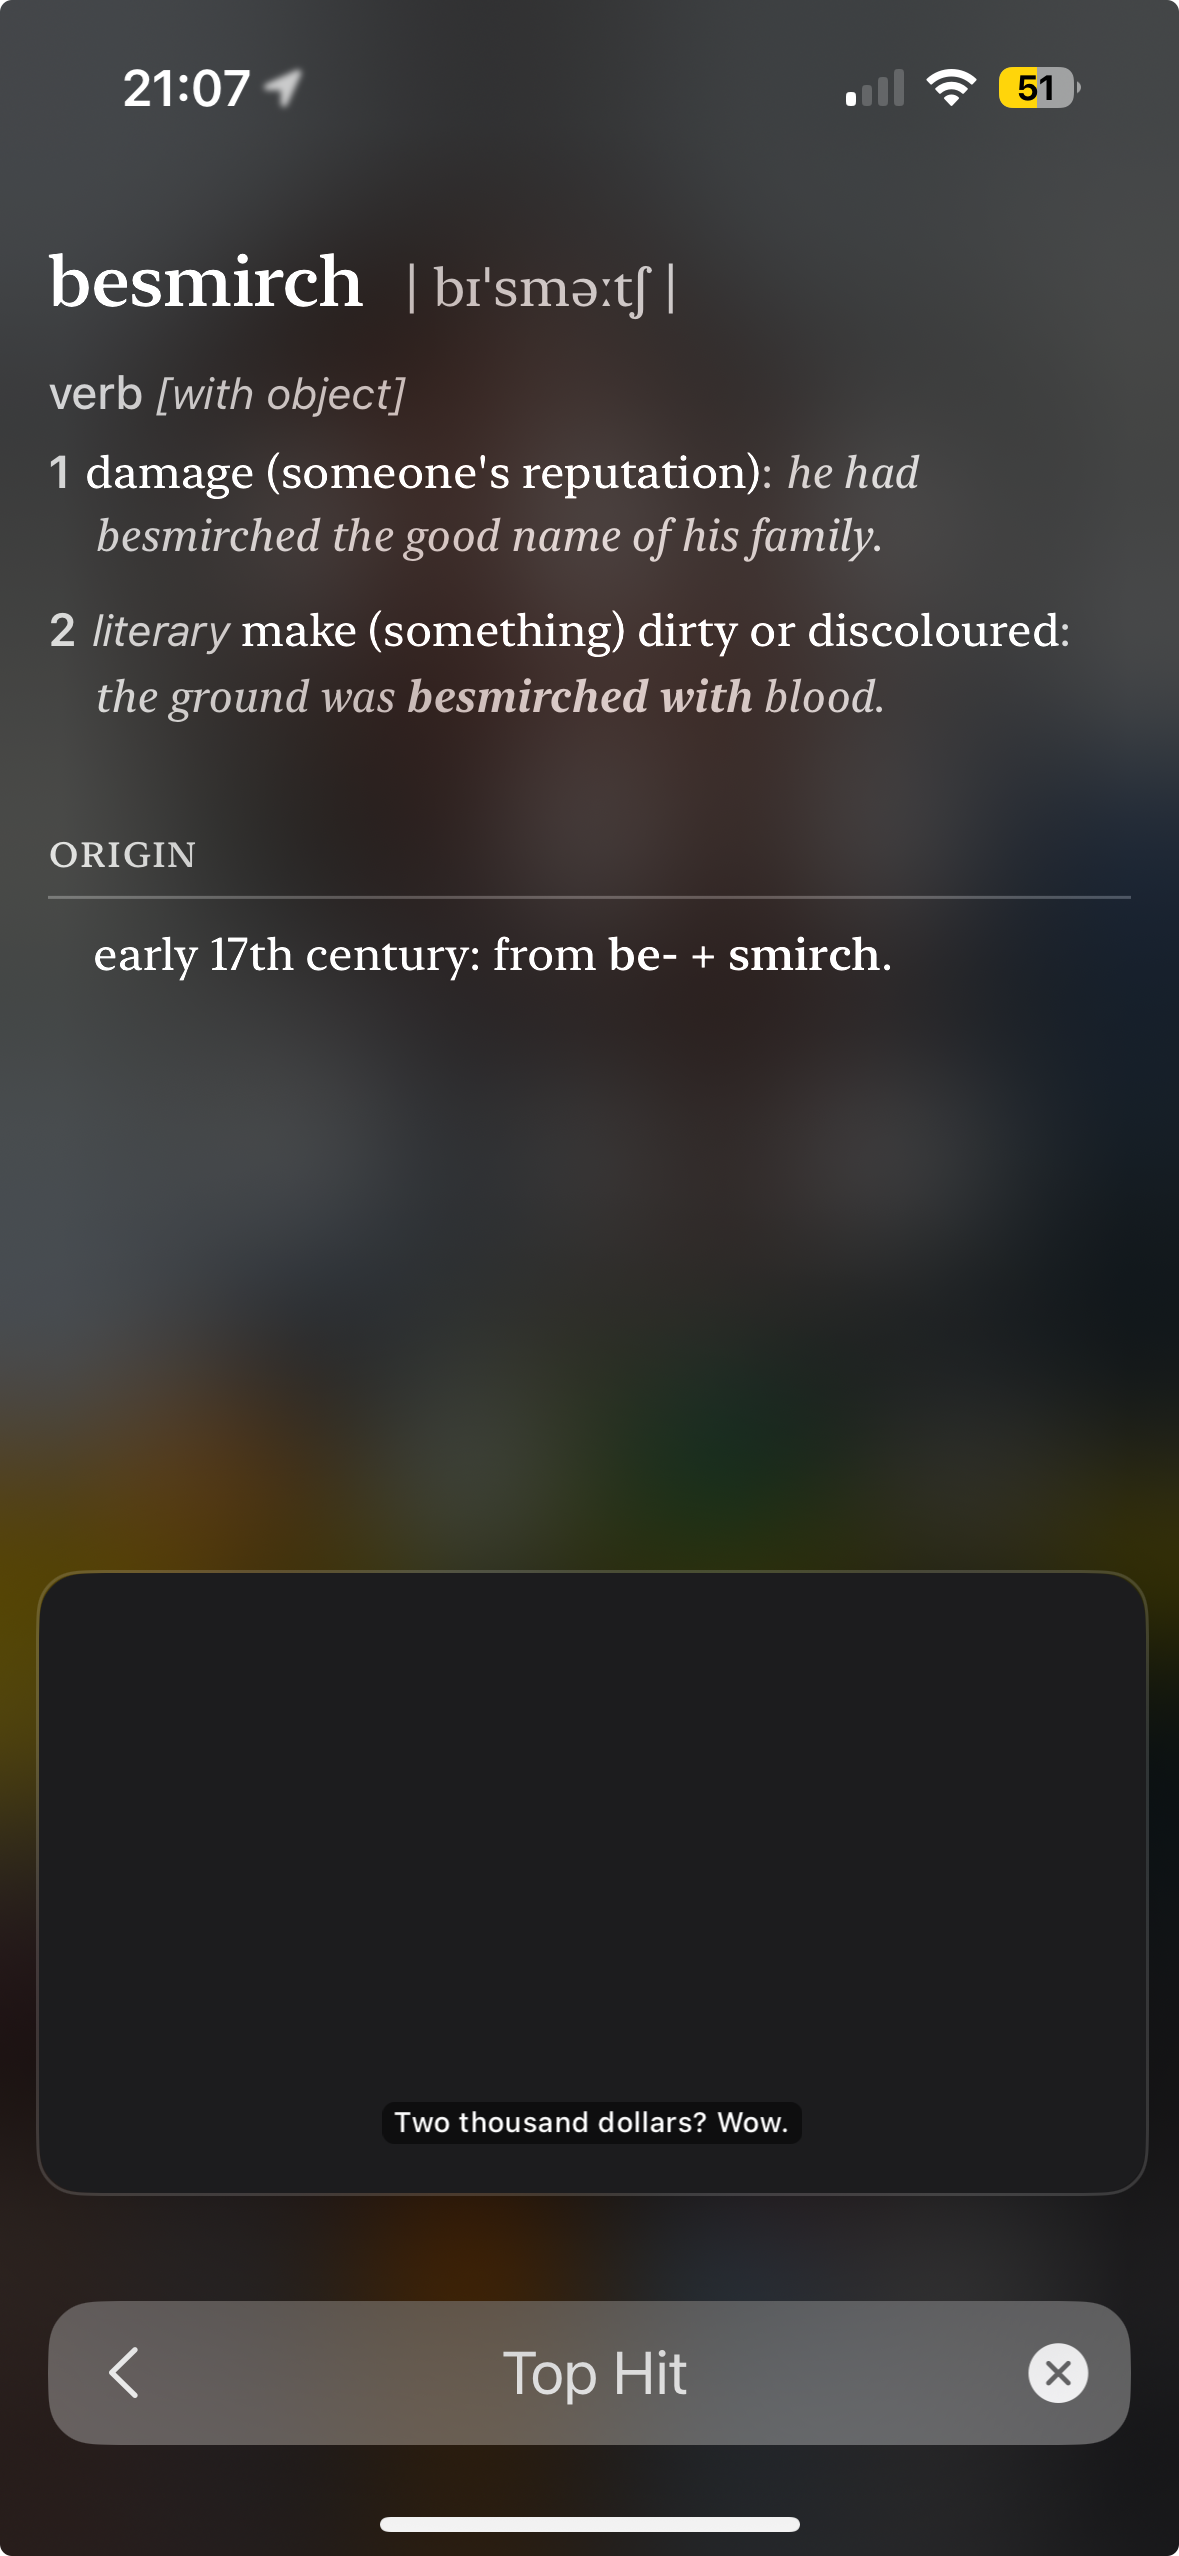 21:07
51
besmirch | bɪˈsməːtʃ |
verb [with object]
1 damage (someone's reputation): he had
besmirched the good name of his family.
2 literary make (something) dirty or discoloured:
the ground was besmirched with blood.
ORIGIN
early 17th century: from be- + smirch.
Two thousand dollars? Wow.
Top Hit